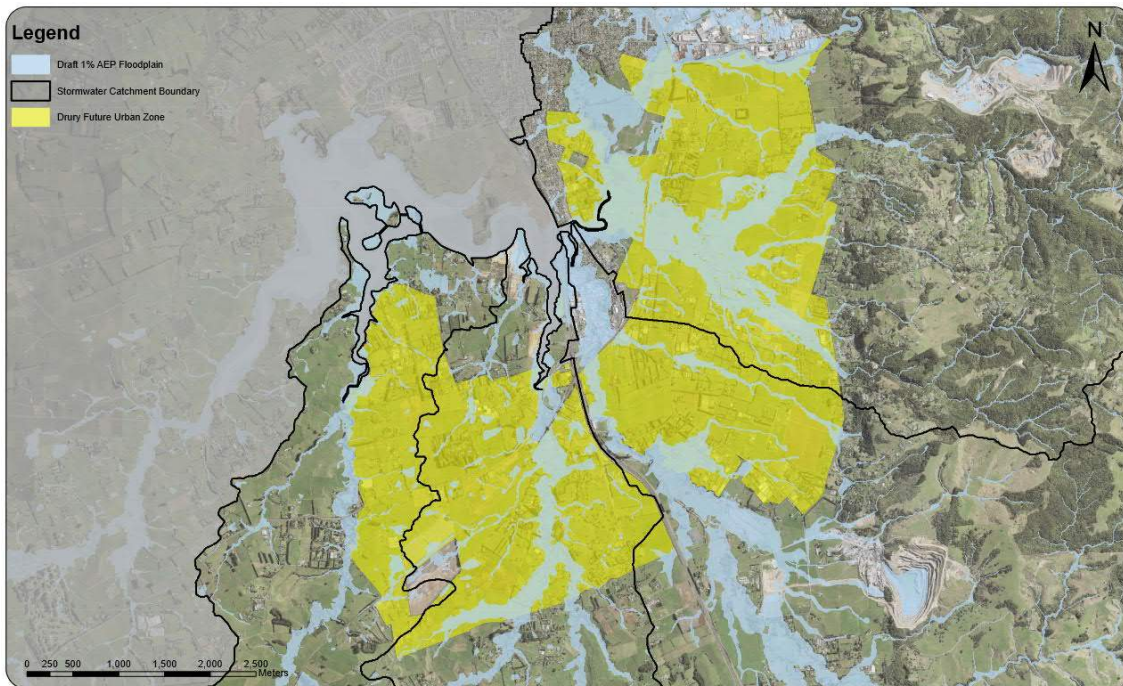 Legend
Draft 1% AEP Floodplain
Stormwater Catchment Boundary
Drury Future Urban Zone
N
0 250 500 1,000 1,500 2,000 2,500
Meters